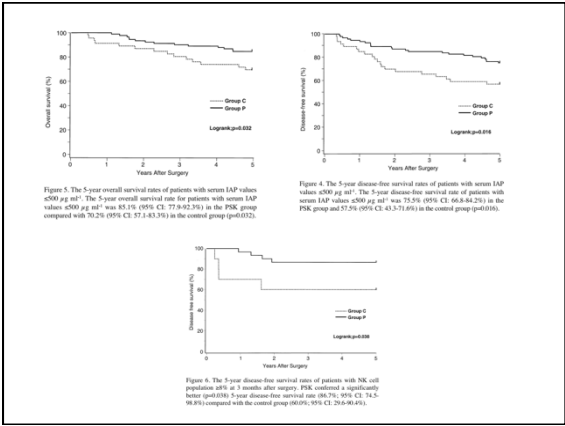 100
80
60
40
20
0
Overall survival (%)
Group C
Group P
Logrank;p=0.032
0 1 2 3 4 5
Years After Surgery
Figure 5. The 5-year overall survival rates of patients with serum IAP values
≤500 μg ml⁻¹. The 5-year overall survival rate for patients with serum IAP
values ≤500 μg ml⁻¹ was 85.1% (95% CI: 77.9-92.3%) in the PSK group
compared with 70.2% (95% CI: 57.1-83.3%) in the control group (p=0.032).
100
80
60
40
20
0
Disease-free survival (%)
Group C
Group P
Logrank;p=0.016
0 1 2 3 4 5
Years After Surgery
Figure 4. The 5-year disease-free survival rates of patients with serum IAP
values ≤500 μg ml⁻¹. The 5-year disease-free survival rate of patients with
serum IAP values ≤500 μg ml⁻¹ was 75.5% (95% CI: 66.8-84.2%) in the
PSK group and 57.5% (95% CI: 43.3-71.6%) in the control group (p=0.016).
100
80
60
40
20
0
Disease free survival (%)
Group C
Group P
Logrank;p=0.038
0 1 2 3 4 5
Years After Surgery
Figure 6. The 5-year disease-free survival rates of patients with NK cell
population ≥8% at 3 months after surgery. PSK conferred a significantly
better (p=0.038) 5-year disease-free survival rate (86.7%; 95% CI: 74.5-
98.8%) compared with the control group (60.0%; 95% CI: 29.6-90.4%).